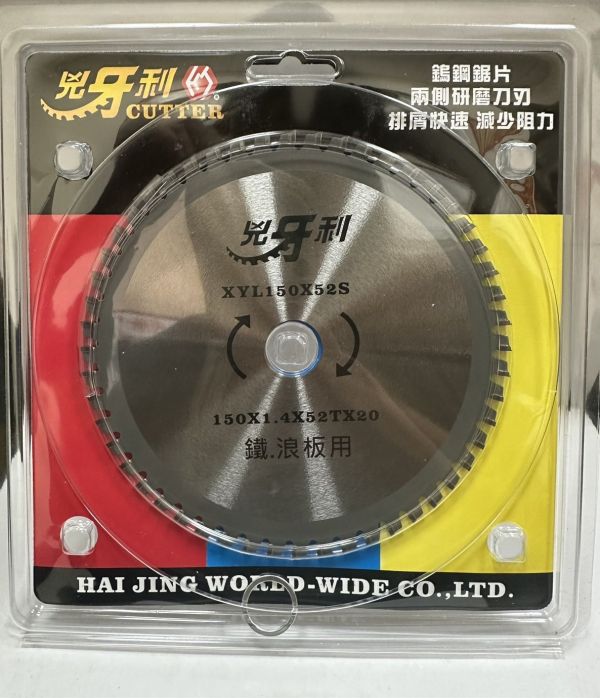 兇牙利
CUTTER
鎢鋼鋸片
兩側研磨刀刃
排屑快速 減少阻力
兇牙利
XYL150X52S
150X1.4X52TX20
鐵.浪板用
HAI JING WORLD-WIDE CO.,LTD.